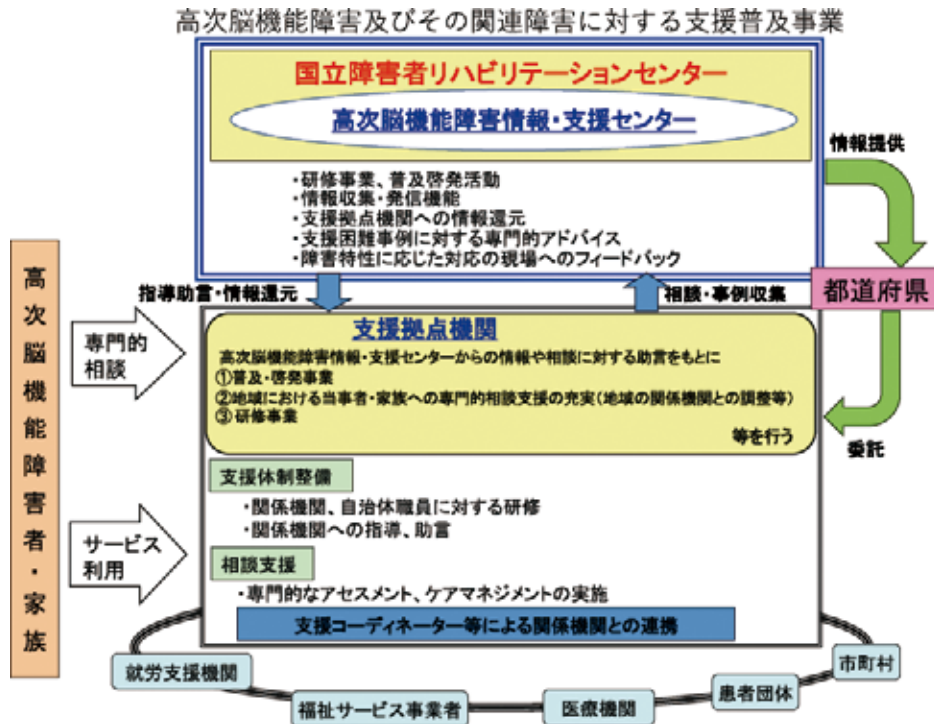 高次脳機能障害及びその関連障害に対する支援普及事業
国立障害者リハビリテーションセンター
高次脳機能障害情報・支援センター
情報提供
・研修事業、普及啓発活動
・情報収集・発信機能
・支援拠点機関への情報還元
・支援困難事例に対する専門的アドバイス
・障害特性に応じた対応の現場へのフィードバック
指導助言・情報還元
相談・事例収集
都道府県
高次脳機能障害者・家族
専門的
相談
支援拠点機関
高次脳機能障害情報・支援センターからの情報や相談に対する助言をもとに
①普及・啓発事業
②地域における当事者・家族への専門的相談支援の充実(地域の関係機関との調整等)
③研修事業
等を行う
委託
支援体制整備
・関係機関、自治体職員に対する研修
・関係機関への指導、助言
サービス
利用
相談支援
・専門的なアセスメント、ケアマネジメントの実施
支援コーディネーター等による関係機関との連携
就労支援機関
福祉サービス事業者
医療機関
患者団体
市町村